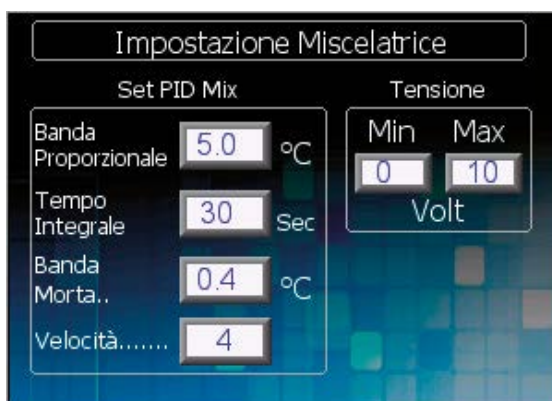 Impostazione Miscelatrice
Set PID Mix
Banda
Proporzionale 5.0 °C
Tempo
Integrale 30 Sec
Banda
Morta.. 0.4 °C
Velocità....... 4
Tensione
Min Max
0 10
Volt